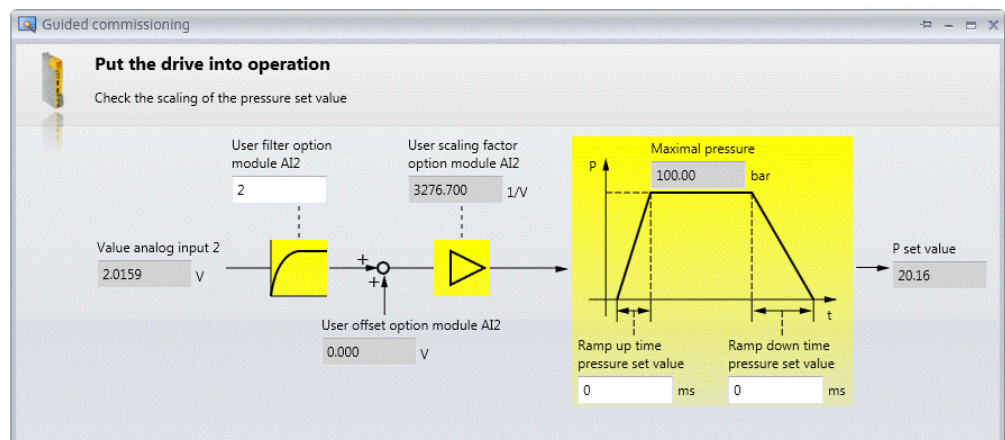 Guided commissioning
Put the drive into operation
Check the scaling of the pressure set value
User filter option
module AI2
2
User scaling factor
option module AI2
3276.700 1/V
Maximal pressure
100.00 bar
P
t
Value analog input 2
2.0159 V
+
+
User offset option module AI2
0.000 V
Ramp up time
pressure set value
0 ms
Ramp down time
pressure set value
0 ms
P set value
20.16